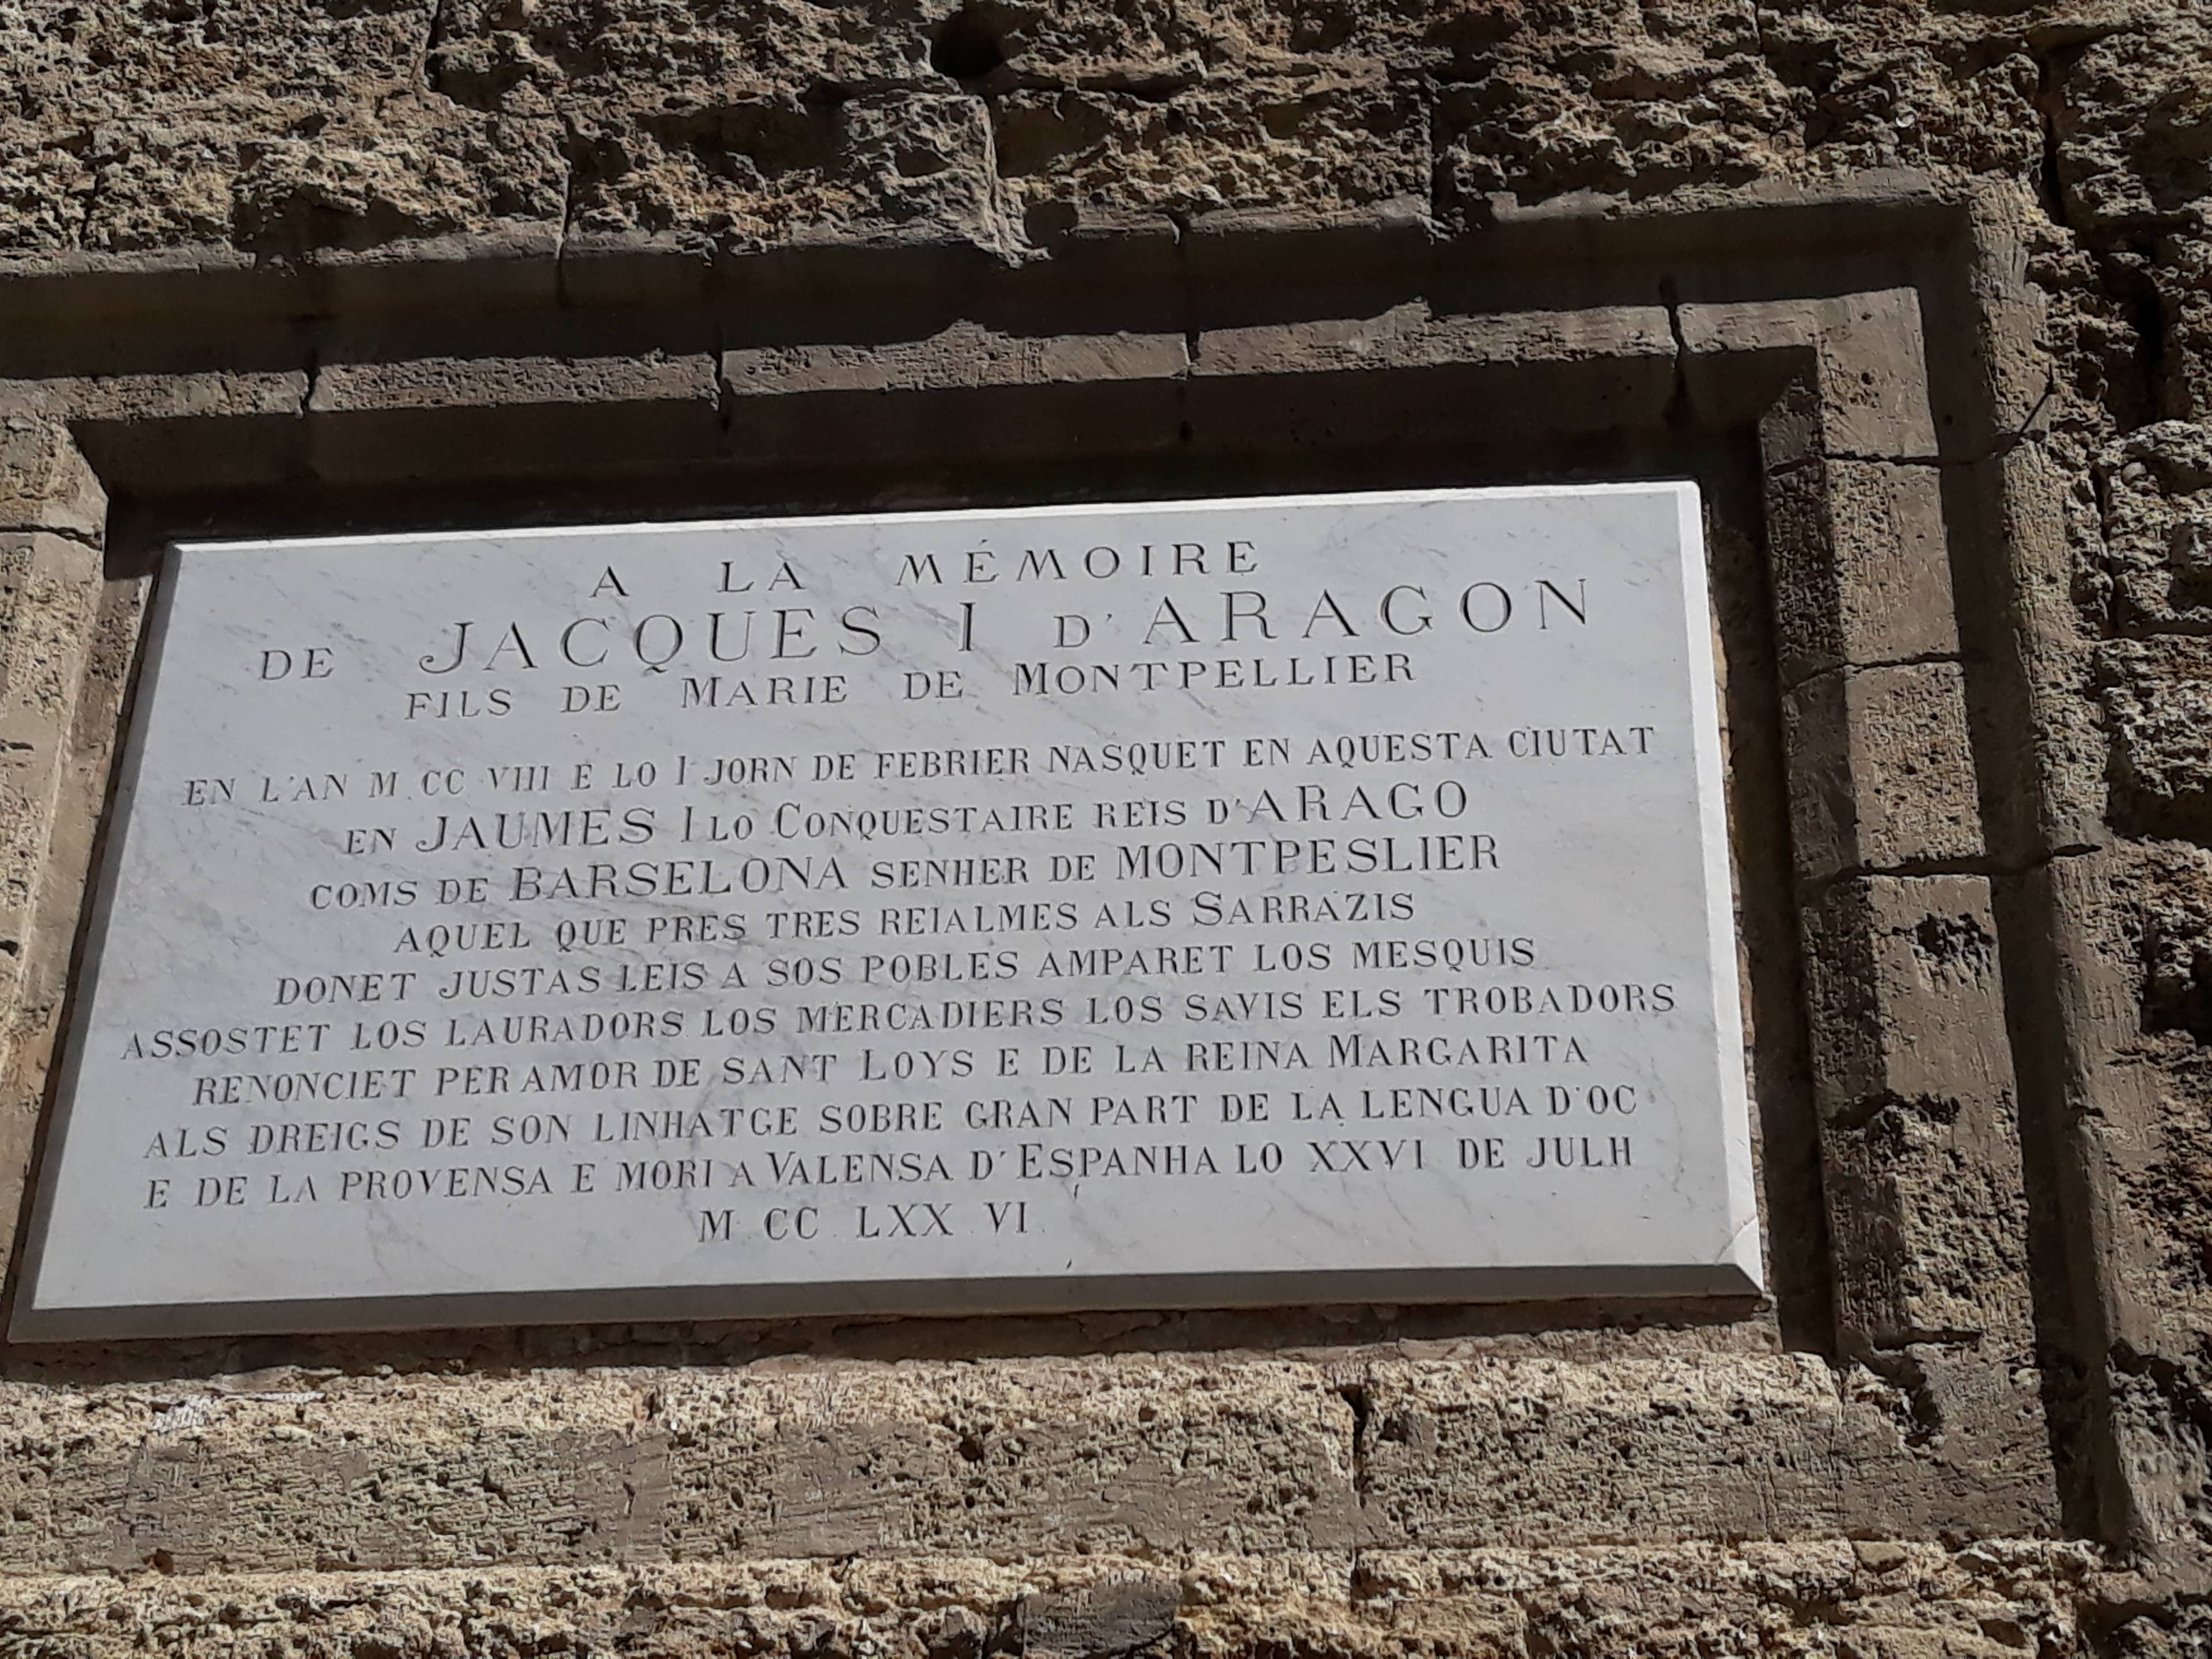 A LA MÉMOIRE
DE JACQUES I D'ARAGON
FILS DE MARIE DE MONTPELLIER
EN L'AN M CC VIII E LO I JORN DE FEBRIER NASQUET EN AQUESTA CIUTAT
EN JAUMES I LO CONQUESTAIRE REIS D'ARAGO
COMS DE BARSELONA SENHER DE MONTPESLIER
AQUEL QUE PRES TRES REIALMES ALS SARRAZIS
DONET JUSTAS LEIS A SOS POBLES AMPARET LOS MESQUIS
ASSOSTET LOS LAURADORS LOS MERCADIERS LOS SAVIS ELS TROBADORS
RENONCIET PER AMOR DE SANT LOYS E DE LA REINA MARGARITA
ALS DREIGS DE SON LINHATGE SOBRE GRAN PART DE LA LENGUA D'OC
E DE LA PROVENSA E MORI A VALENSA D'ESPANHA LO XXVI DE JULH
M CC LXX VI